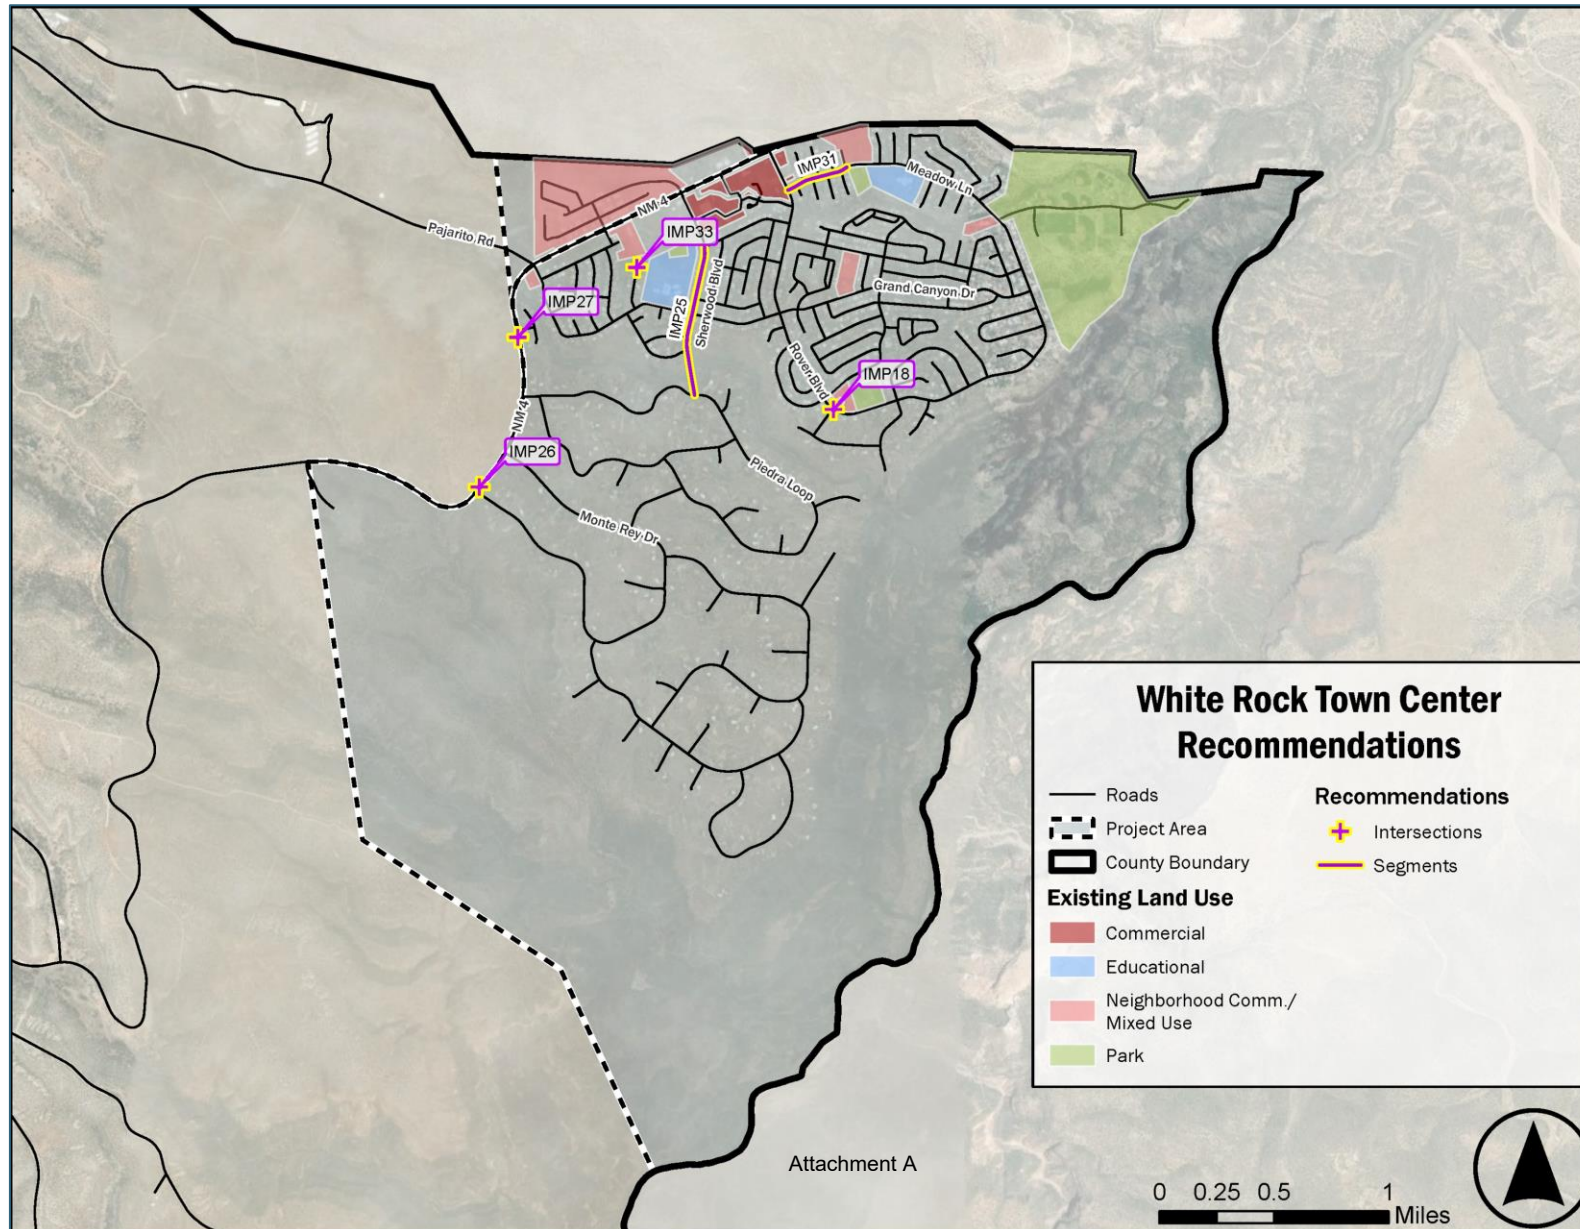 IMP31
Meadow Ln
NM 4
Pajarito Rd
IMP33
IMP27
Grand Canyon Dr
IMP25
Sherwood Blvd
Rover Blvd
IMP18
NM 4
IMP26
Piedra Loop
Monte Rey Dr
White Rock Town Center
Recommendations
Roads
Project Area
County Boundary
Existing Land Use
Commercial
Educational
Neighborhood Comm./
Mixed Use
Park
Recommendations
Intersections
Segments
Attachment A
0 0.25 0.5 1
Miles